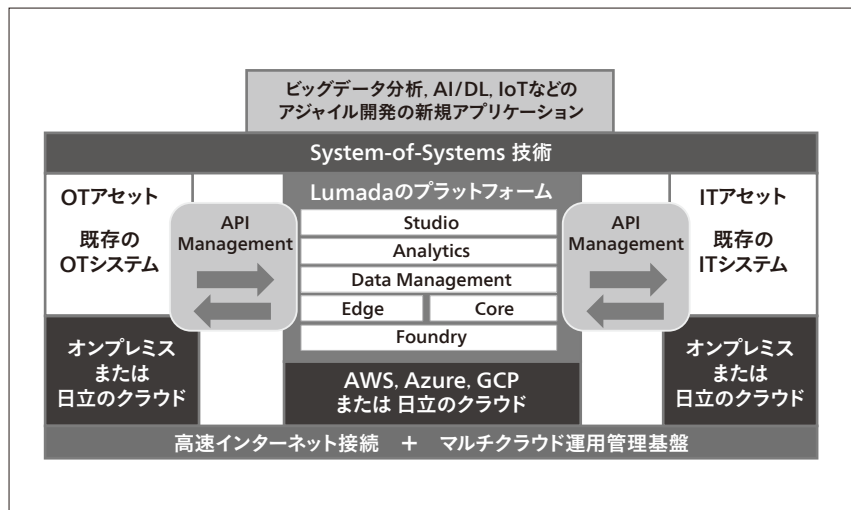 ビッグデータ分析, AI/DL, IoTなどの
アジャイル開発の新規アプリケーション
System-of-Systems 技術
OTアセット
既存の
OTシステム
API
Management
Lumadaのプラットフォーム
Studio
Analytics
Data Management
Edge
Core
Foundry
API
Management
ITアセット
既存の
ITシステム
オンプレミス
または
日立のクラウド
AWS, Azure, GCP
または 日立のクラウド
オンプレミス
または
日立のクラウド
高速インターネット接続 + マルチクラウド運用管理基盤